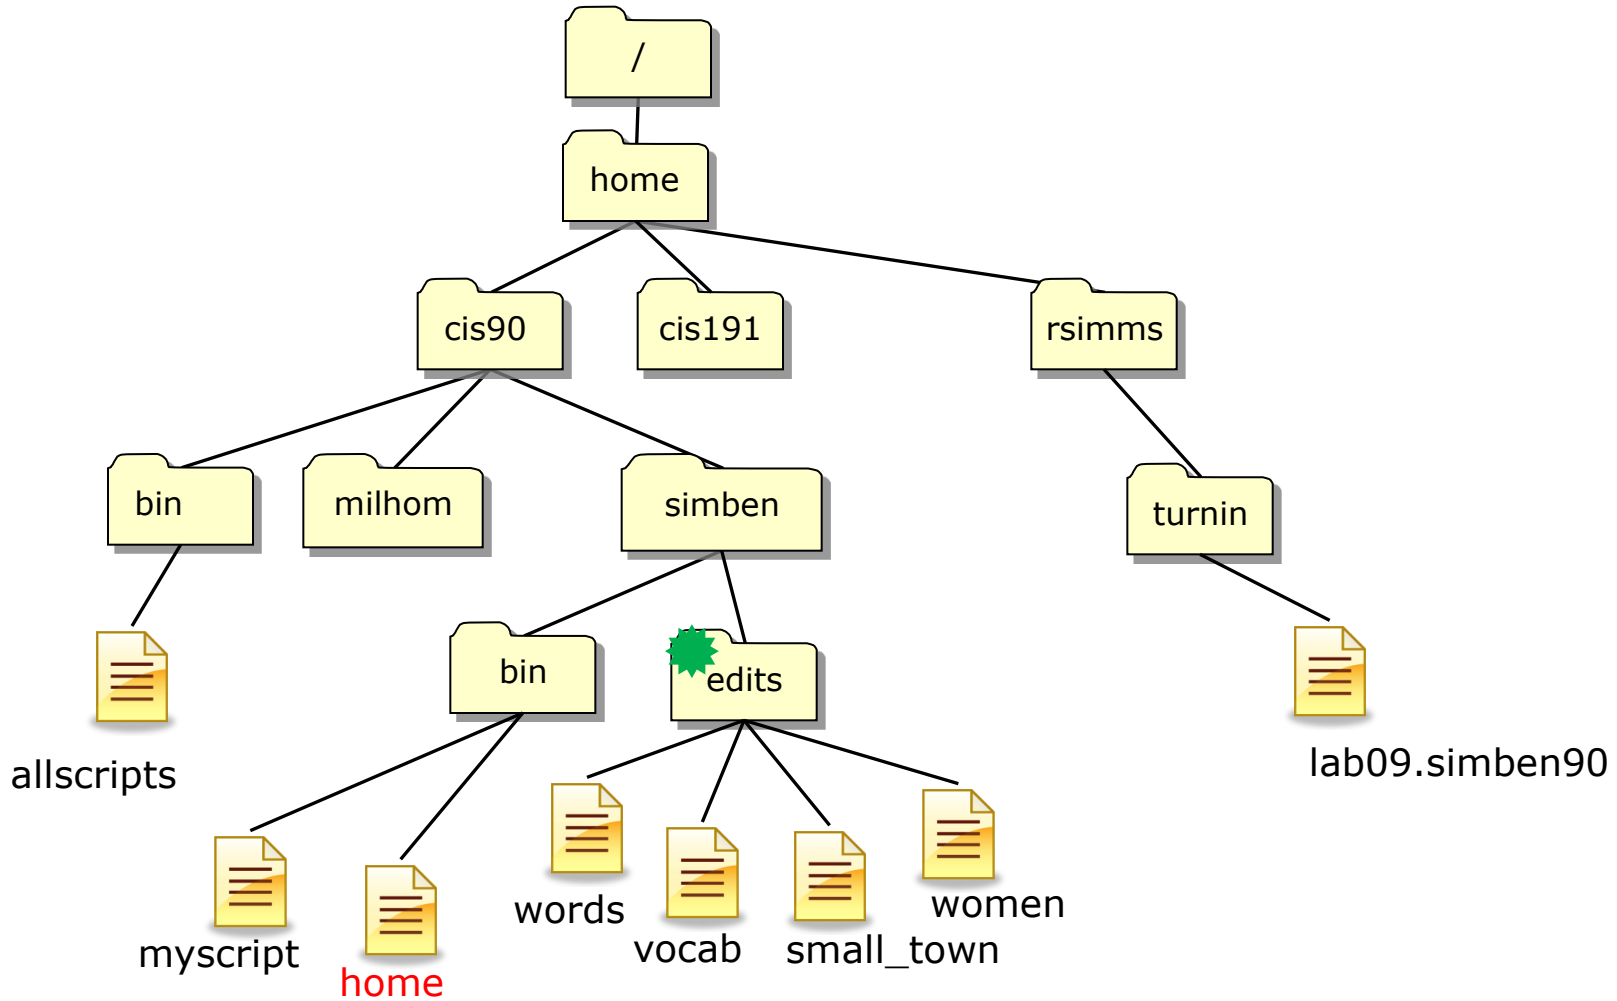 /
home
cis90
cis191
rsimms
bin
milhom
simben
turnin
bin
edits
allscripts
lab09.simben90
words
women
myscript
vocab
small_town
home